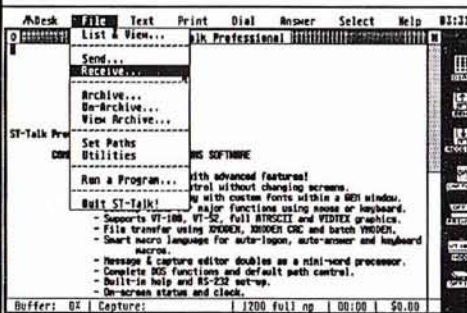 Desk File Text Print Dial Answer Select Help
List & View...
alk Professional
Send...
Receive...
Archive...
Un-Archive...
View Archive...
ST-Talk Pro
Set Paths
CO NS SOFTWARE
Utilities
ith advanced features!
Run a Program... trol without changing screens.
y with custom fonts within a GEM window.
major functions using mouse or keyboard.
Quit ST-Talk!
- Supports VT-100, VT-52, full ATASCII and VIDTEX graphics.
- File transfer using XMODEM, XMODEM CRC and batch YMODEM.
- Smart macro language for auto-logon, auto-answer and keyboard
macros.
- Message & capture editor doubles as a mini-word processor.
- Complete DOS functions and default path control.
- Built-in help and RS-232 set-up.
- On-screen status and clock.
Buffer: 0% | Capture: | 1200 full np | 00:00 | $0.00 |